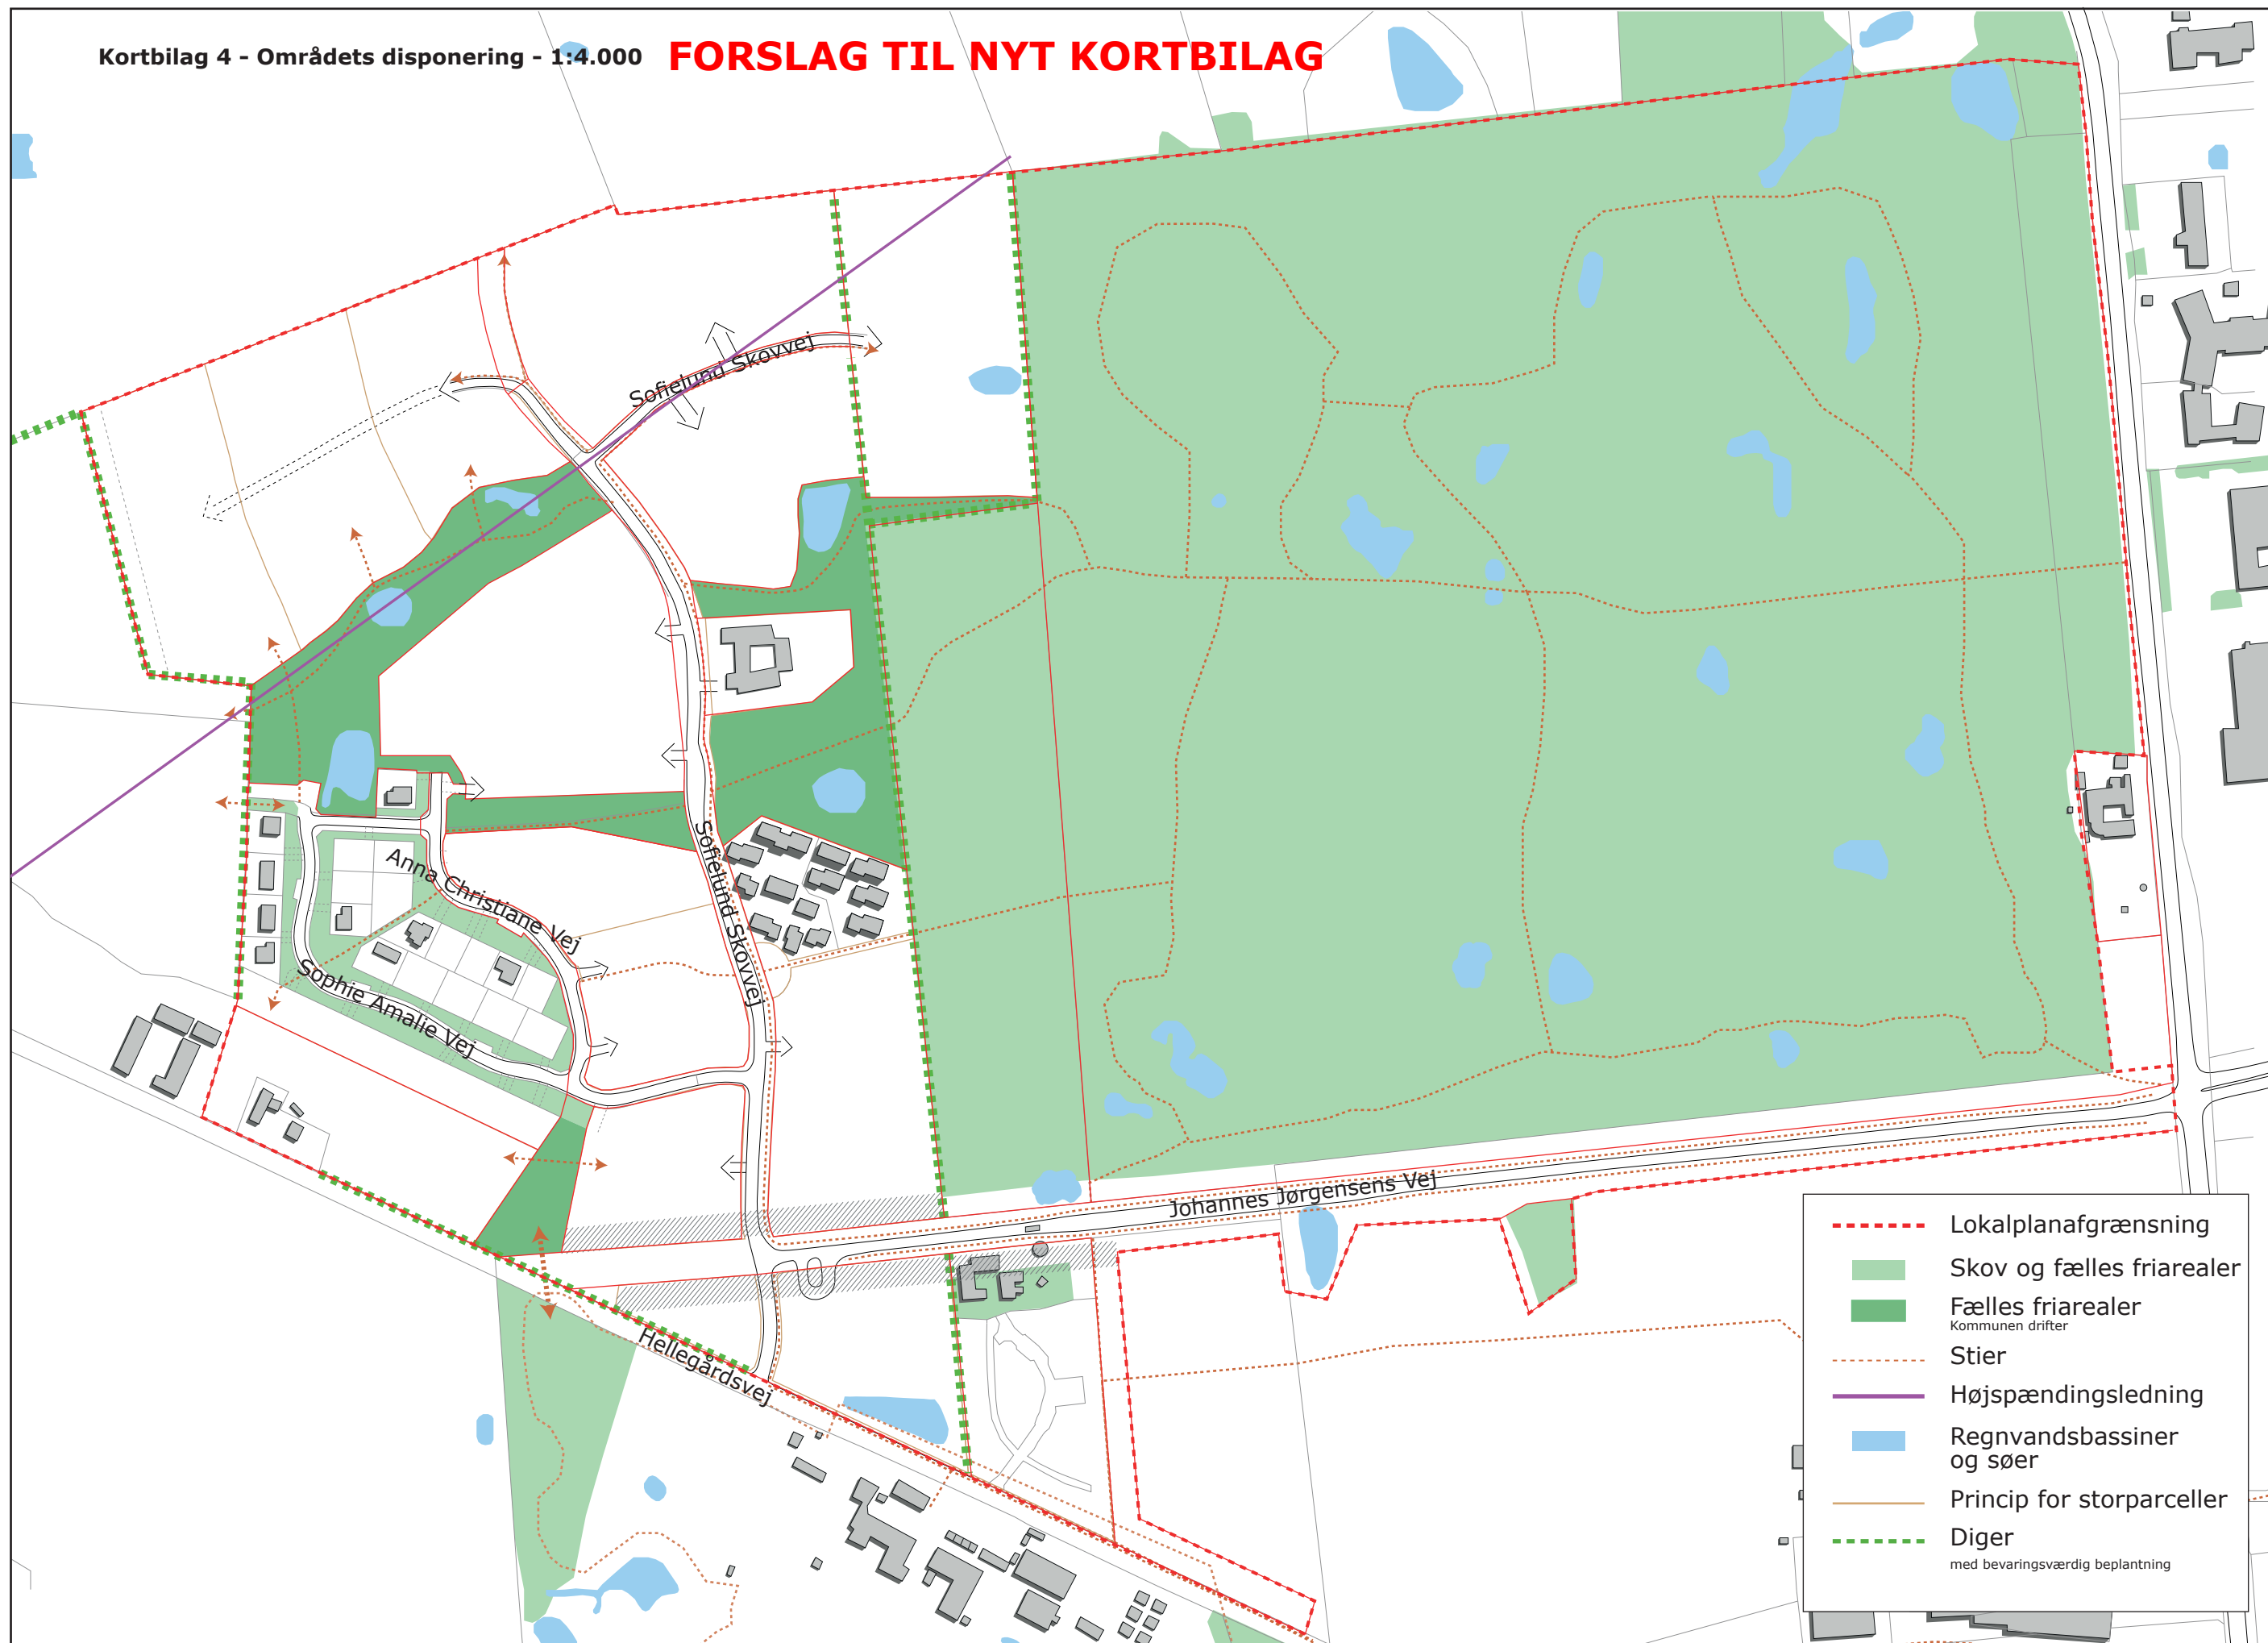 Kortbilag 4 - Områdets disponering - 1:4.000
FORSLAG TIL NYT KORTBILAG
Sofielund Skovvej
Sofielund Skovvej
Anna Christiane Vej
Sophie Amalie Vej
Johannes Jørgensens Vej
Hellegårdsvej
Lokalplanafgrænsning
Skov og fælles friarealer
Fælles friarealer
Kommunen drifter
Stier
Højspændingsledning
Regnvandsbassiner
og søer
Princip for storparceller
Diger
med bevaringsværdig beplantning